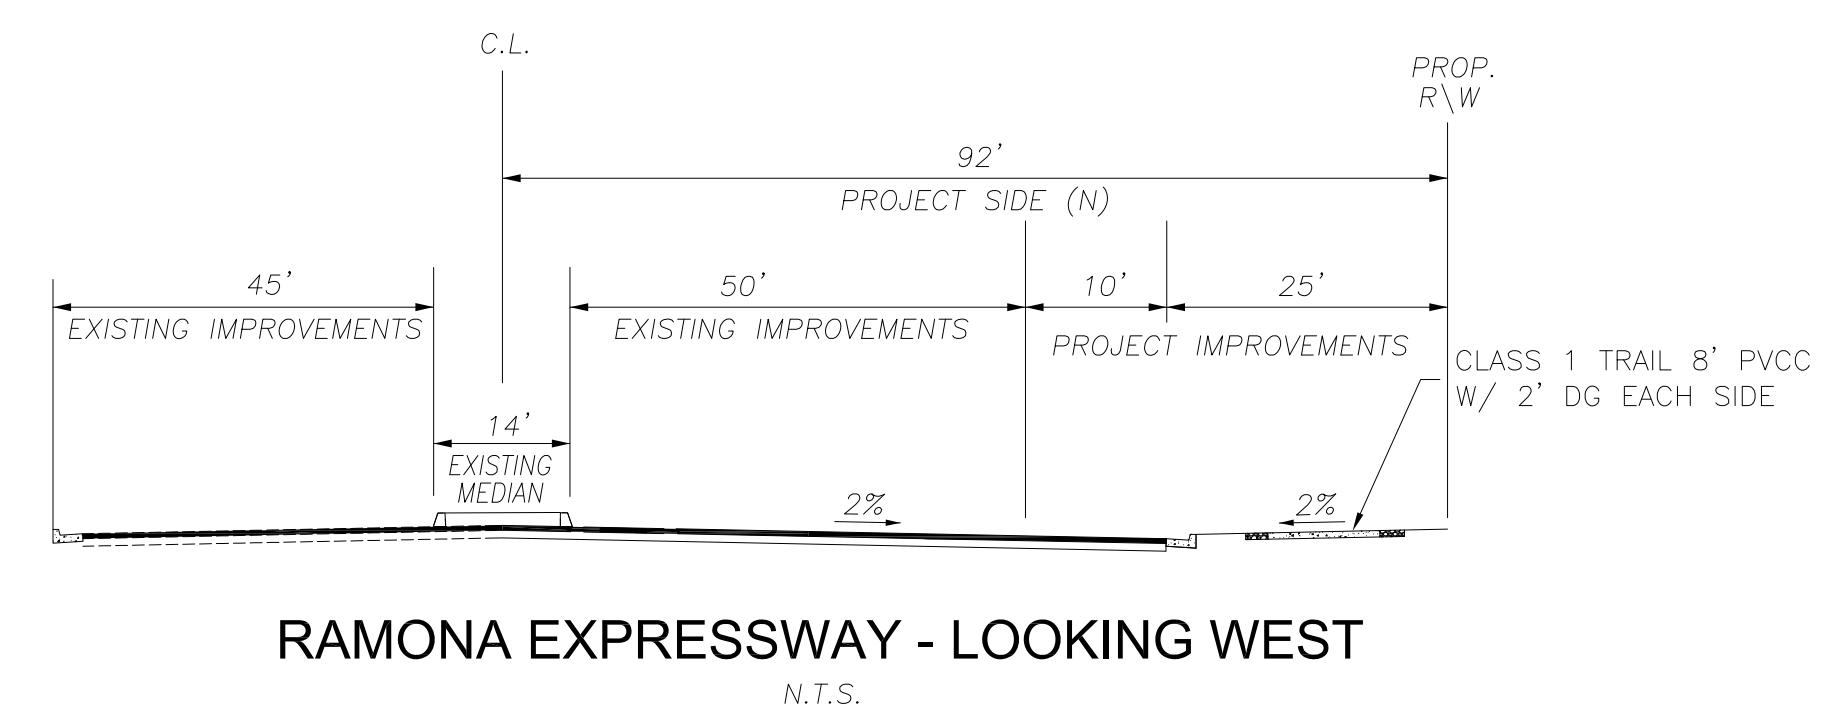 C.L.
PROP.
R\W
92'
PROJECT SIDE (N)
45'
EXISTING IMPROVEMENTS
50'
EXISTING IMPROVEMENTS
10'
25'
PROJECT IMPROVEMENTS
CLASS 1 TRAIL 8' PVCC
W/ 2' DG EACH SIDE
14'
EXISTING
MEDIAN
2%
2%
RAMONA EXPRESSWAY - LOOKING WEST
N.T.S.